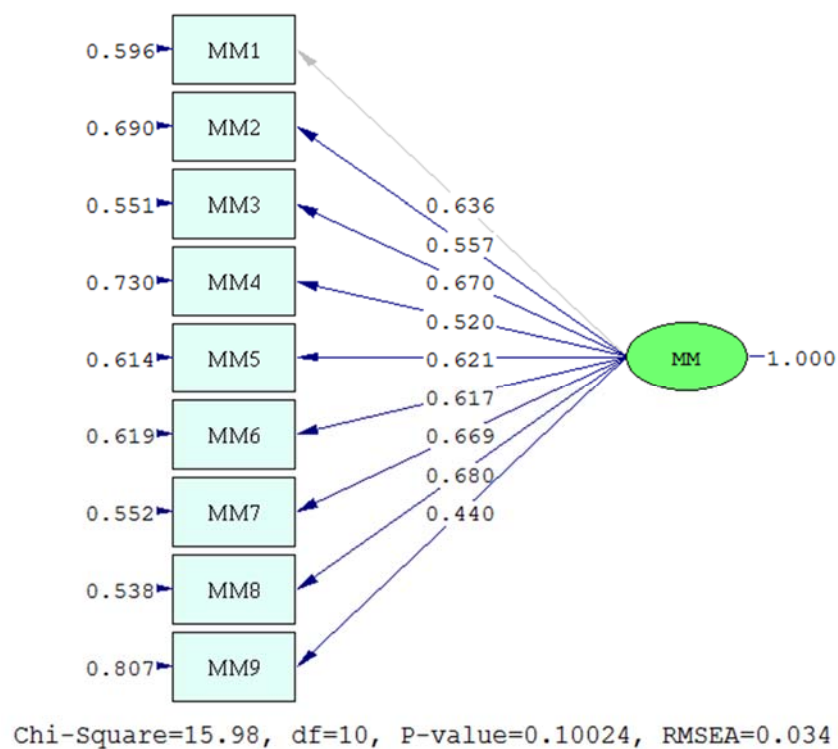 0.596 MM1
0.690 MM2
0.551 MM3 0.636
0.557
0.730 MM4 0.670
0.520
0.614 MM5 0.621 MM 1.000
0.617
0.619 MM6 0.669
0.680
0.552 MM7 0.440
0.538 MM8
0.807 MM9
Chi-Square=15.98, df=10, P-value=0.10024, RMSEA=0.034